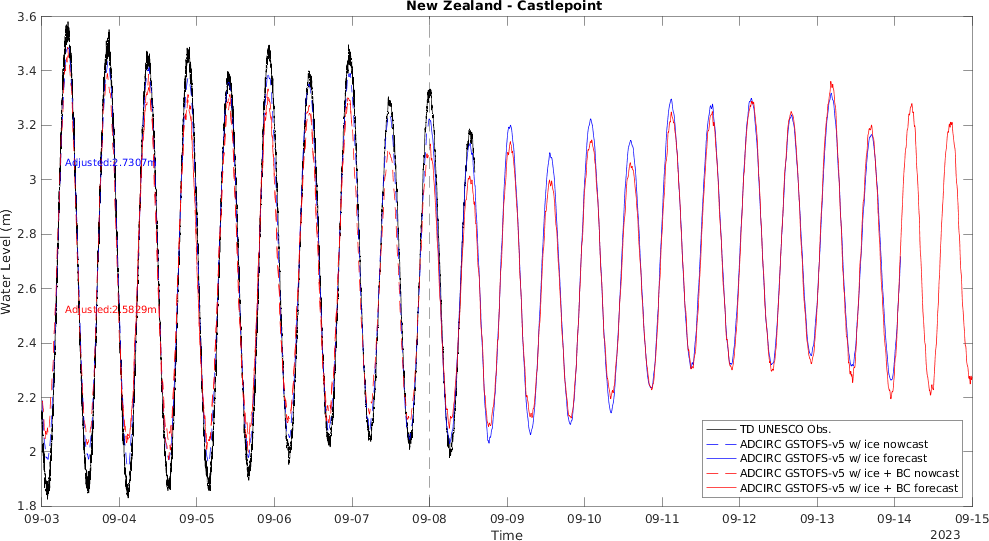 New Zealand - Castlepoint
3.6
3.4
3.2
3
2.8
2.6
2.4
2.2
2
1.8
Water Level (m)
Adjusted:2.7307m
Adjusted:2.5829m
TD UNESCO Obs.
ADCIRC GSTOFS-v5 w/ ice nowcast
ADCIRC GSTOFS-v5 w/ ice forecast
ADCIRC GSTOFS-v5 w/ ice + BC nowcast
ADCIRC GSTOFS-v5 w/ ice + BC forecast
09-03 09-04 09-05 09-06 09-07 09-08 09-09 09-10 09-11 09-12 09-13 09-14 09-15
Time
2023